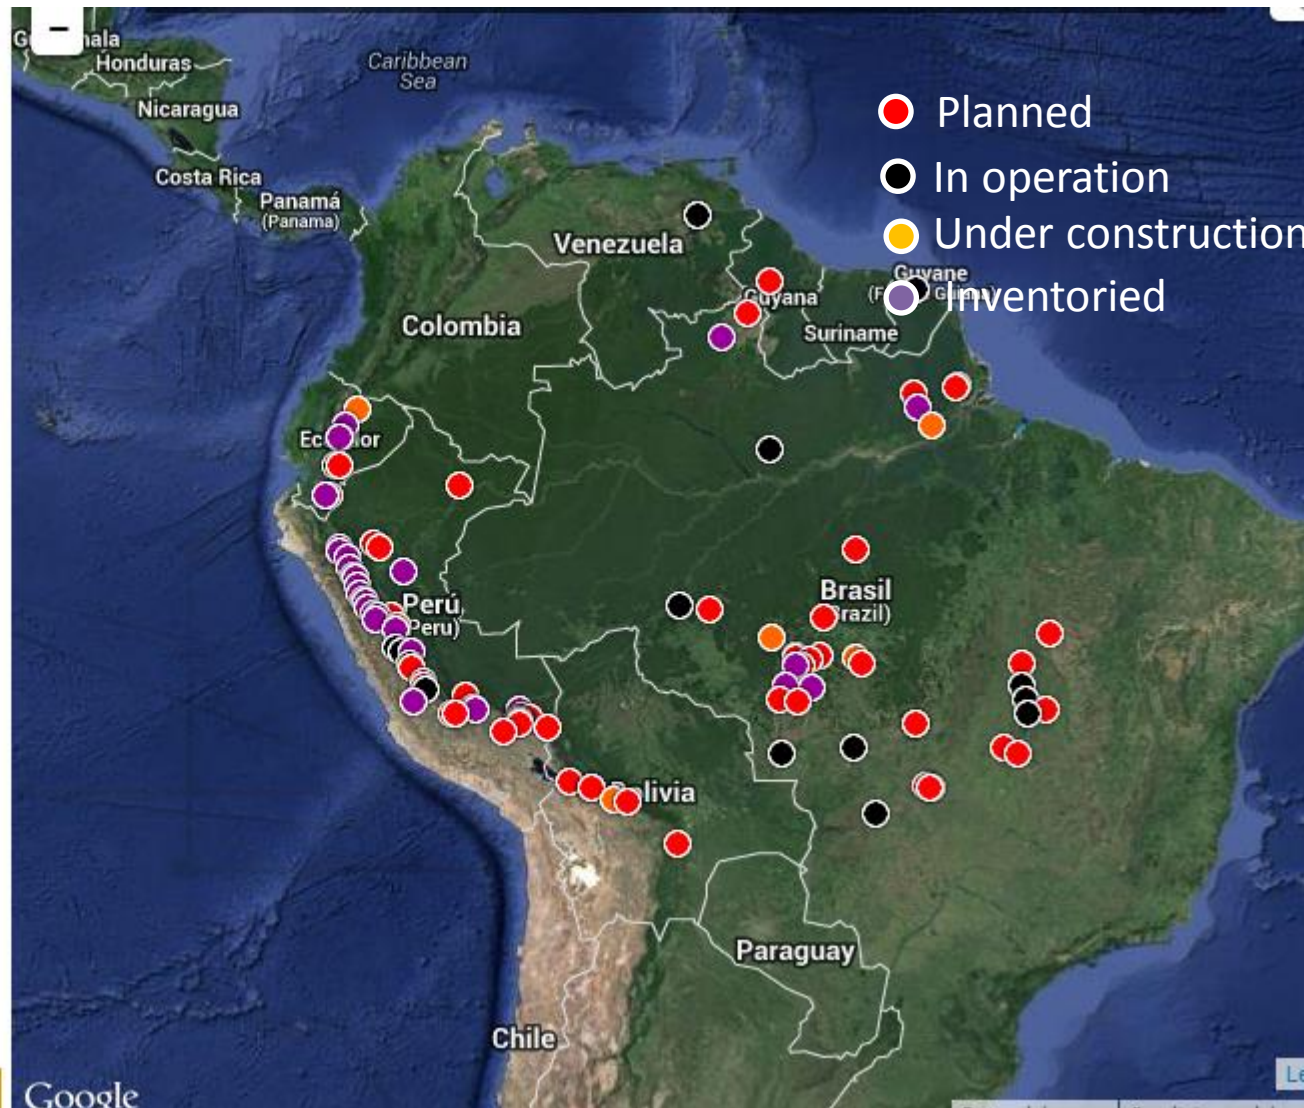 −
Honduras
Caribbean
Sea
Nicaragua
Planned
Costa Rica
In operation
Panamá
(Panama)
Venezuela
Under construction
Guyane
Guyana
Inventoried
Colombia
Suriname
Brasil
Brazil)
Perú
Peru)
Paraguay
Chile
Google